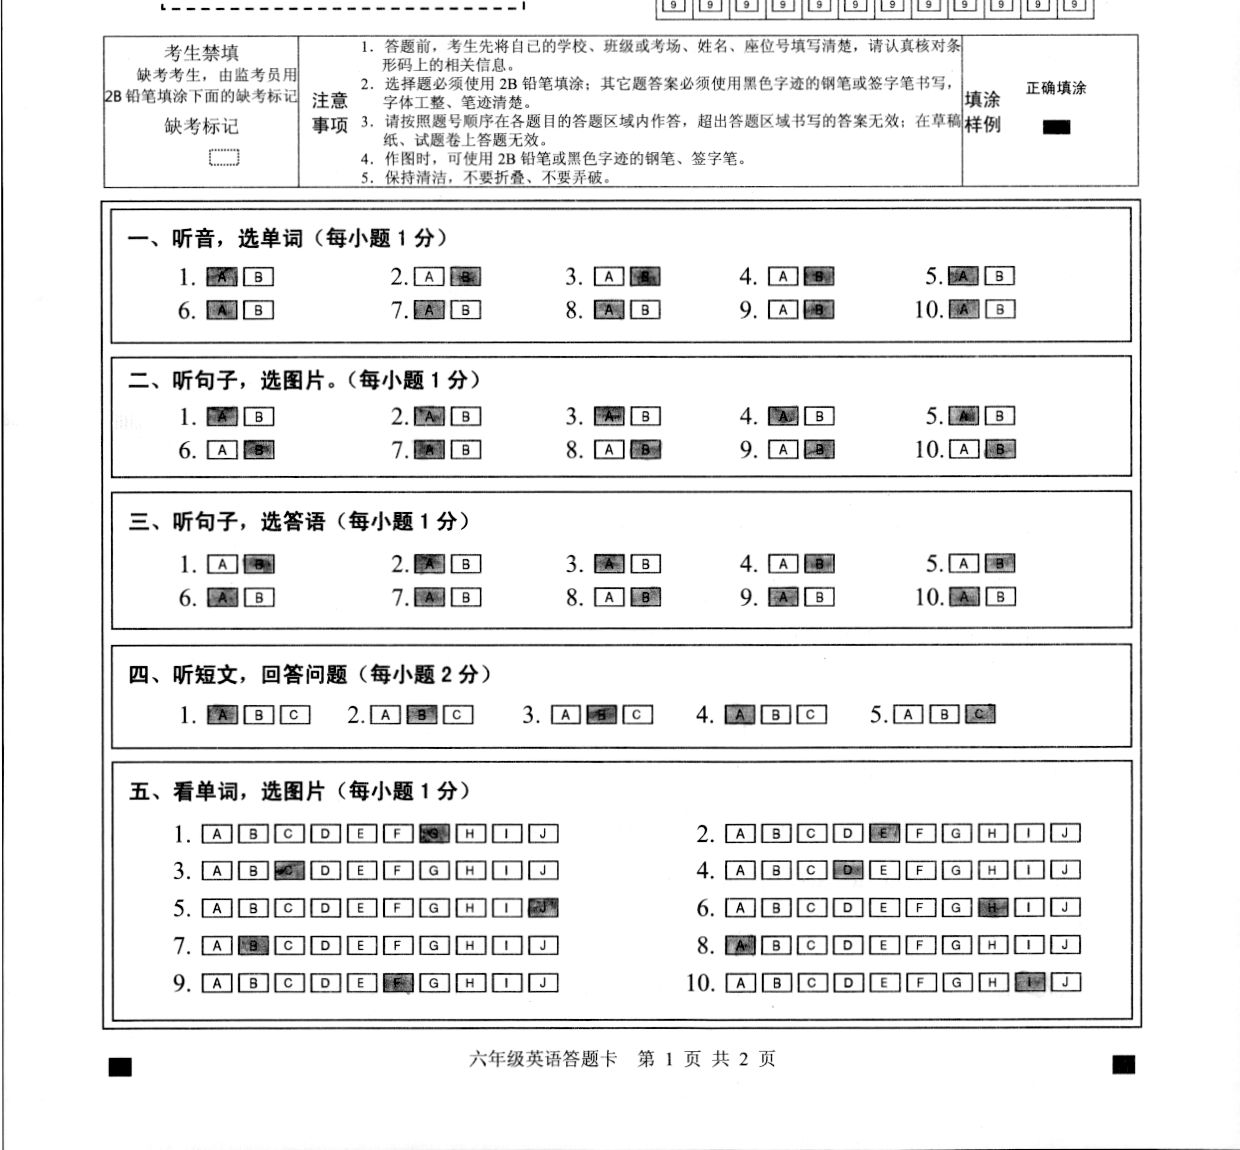 9 9 9 9 9 9 9 9 9 9 9 9
考生禁填
缺考考生，由监考员用
2B 铅笔填涂下面的缺考标记
缺考标记
注意
事项
1．答题前，考生先将自己的学校、班级或考场、姓名、座位号填写清楚，请认真核对条
形码上的相关信息。
2．选择题必须使用 2B 铅笔填涂；其它题答案必须使用黑色字迹的钢笔或签字笔书写，
字体工整、笔迹清楚。
3．请按照题号顺序在各题目的答题区域内作答，超出答题区域书写的答案无效；在草稿
纸、试题卷上答题无效。
4．作图时，可使用 2B 铅笔或黑色字迹的钢笔、签字笔。
5．保持清洁，不要折叠、不要弄破。
填涂
样例
正确填涂
一、听音，选单词（每小题 1 分）
1. A B 2. A B 3. A B 4. A B 5. A B
6. A B 7. A B 8. A B 9. A B 10. A B
二、听句子，选图片。（每小题 1 分）
1. A B 2. A B 3. A B 4. A B 5. A B
6. A B 7. A B 8. A B 9. A B 10. A B
三、听句子，选答语（每小题 1 分）
1. A B 2. A B 3. A B 4. A B 5. A B
6. A B 7. A B 8. A B 9. A B 10. A B
四、听短文，回答问题（每小题 2 分）
1. A B C 2. A B C 3. A B C 4. A B C 5. A B C
五、看单词，选图片（每小题 1 分）
1. A B C D E F G H I J 2. A B C D E F G H I J
3. A B C D E F G H I J 4. A B C D E F G H I J
5. A B C D E F G H I J 6. A B C D E F G H I J
7. A B C D E F G H I J 8. A B C D E F G H I J
9. A B C D E F G H I J 10. A B C D E F G H I J
六年级英语答题卡 第 1 页 共 2 页